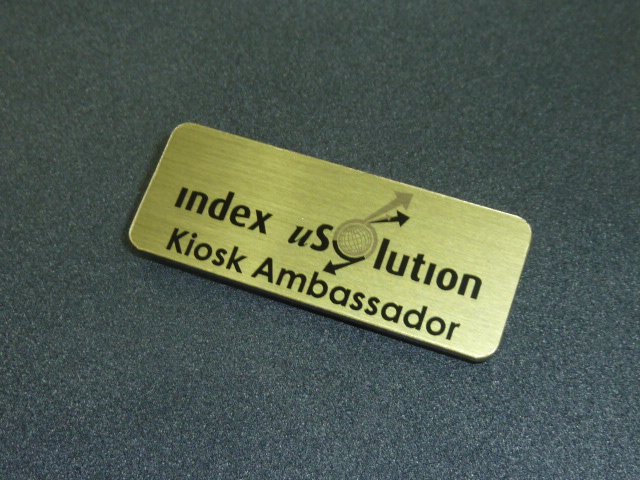 index uSolution
Kiosk Ambassador